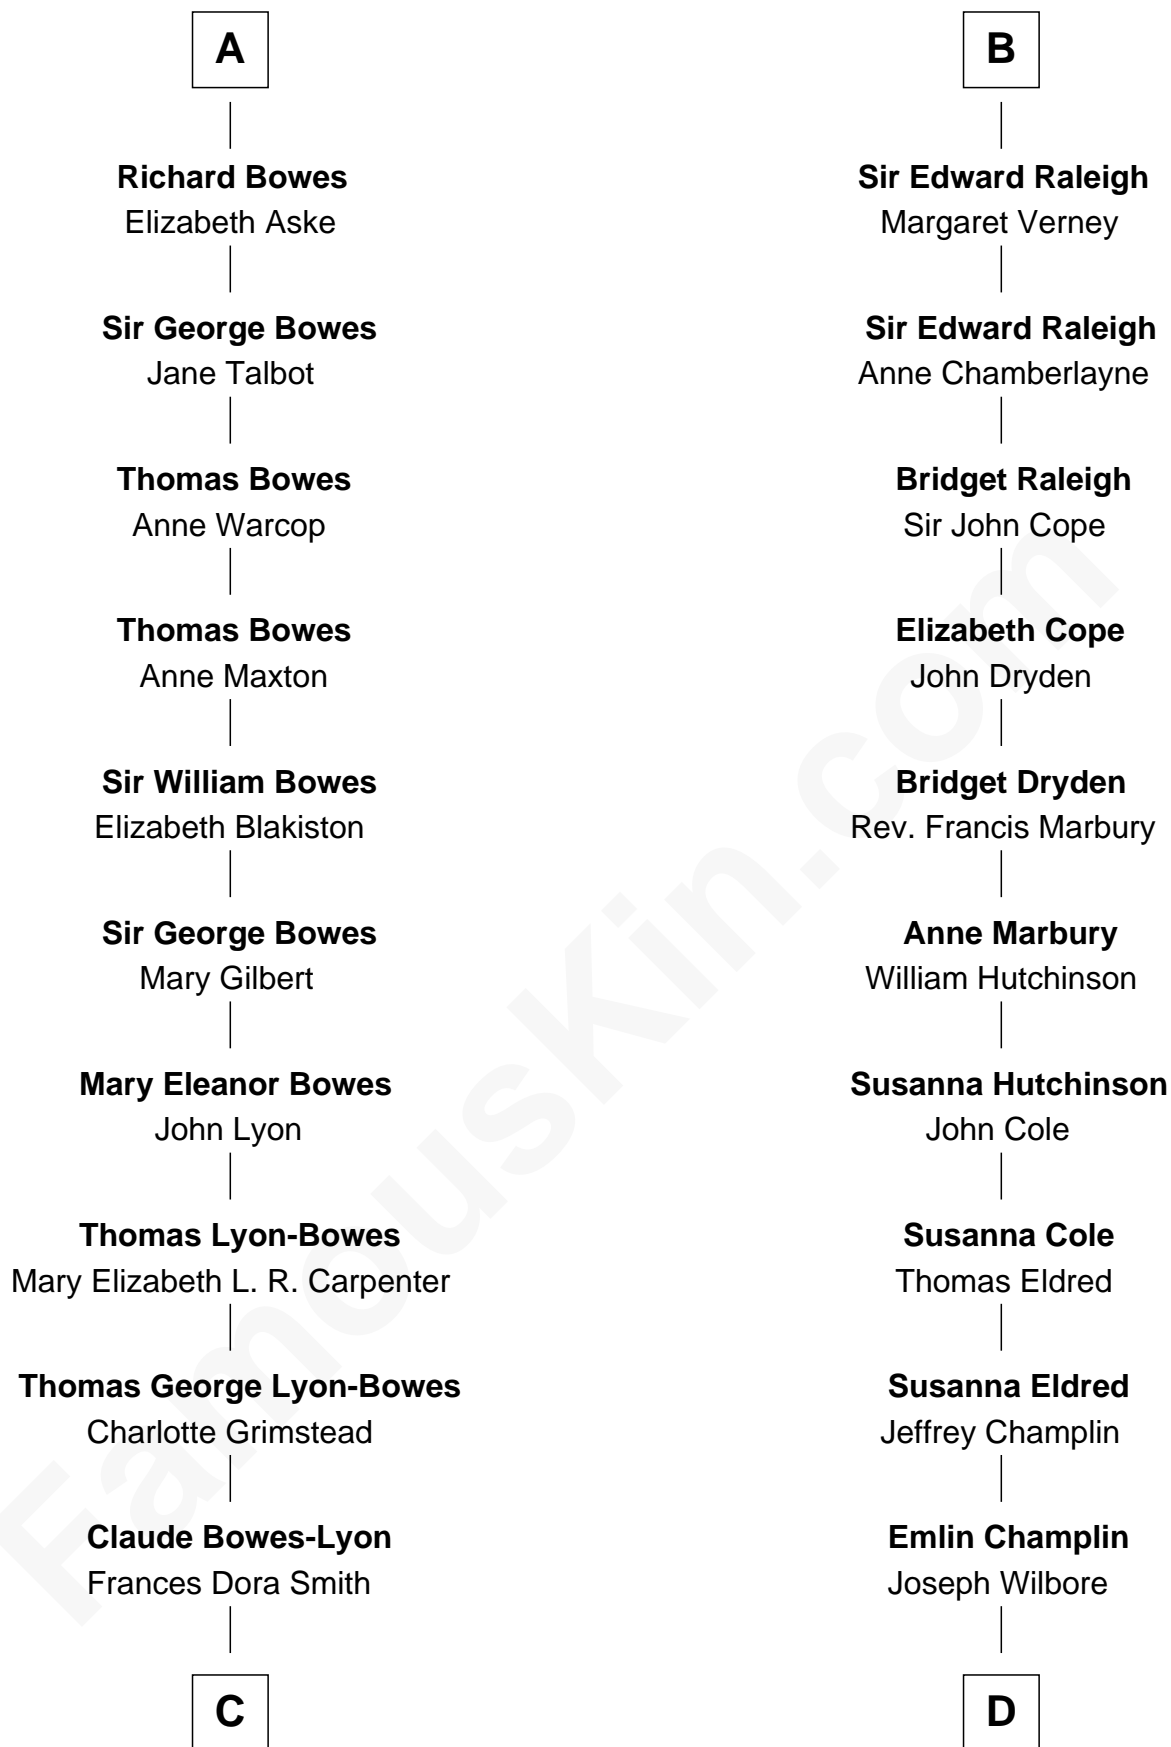 A
Richard Bowes
Elizabeth Aske
Sir George Bowes
Jane Talbot
Thomas Bowes
Anne Warcop
Thomas Bowes
Anne Maxton
Sir William Bowes
Elizabeth Blakiston
Sir George Bowes
Mary Gilbert
Mary Eleanor Bowes
John Lyon
Thomas Lyon-Bowes
Mary Elizabeth L. R. Carpenter
Thomas George Lyon-Bowes
Charlotte Grimstead
Claude Bowes-Lyon
Frances Dora Smith
C
B
Sir Edward Raleigh
Margaret Verney
Sir Edward Raleigh
Anne Chamberlayne
Bridget Raleigh
Sir John Cope
Elizabeth Cope
John Dryden
Bridget Dryden
Rev. Francis Marbury
Anne Marbury
William Hutchinson
Susanna Hutchinson
John Cole
Susanna Cole
Thomas Eldred
Susanna Eldred
Jeffrey Champlin
Emlin Champlin
Joseph Wilbore
D
FamousKin.com